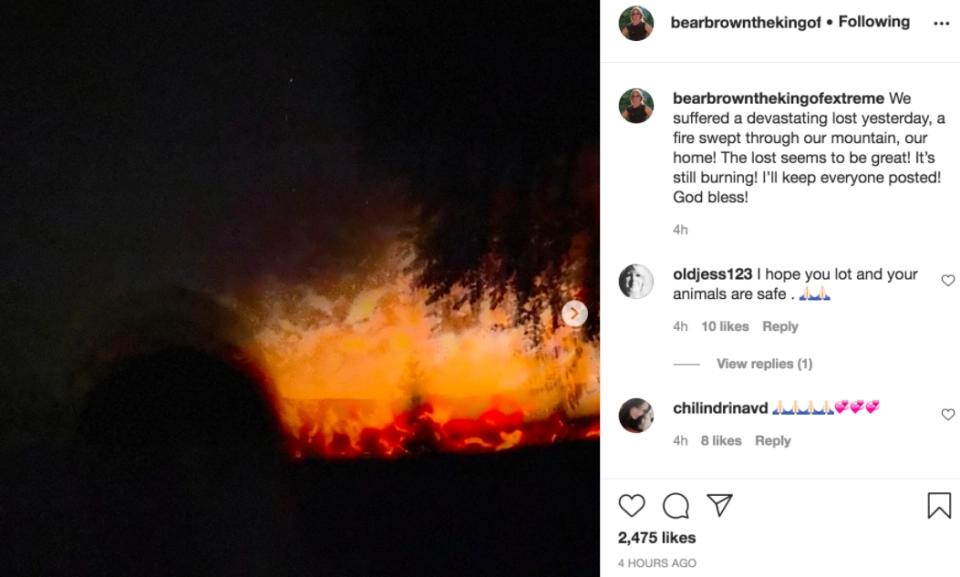 bearbrownthekingof • Following
bearbrownthekingofextreme We
suffered a devastating lost yesterday, a
fire swept through our mountain, our
home! The lost seems to be great! It's
still burning! I'll keep everyone posted!
God bless!
4h
oldjess123 I hope you lot and your
animals are safe . 🙏🏻🙏🏻
4h 10 likes Reply
View replies (1)
chilindrinavd 🙏🏻🙏🏻🙏🏻🙏🏻💞💞💞
4h 8 likes Reply
2,475 likes
4 HOURS AGO